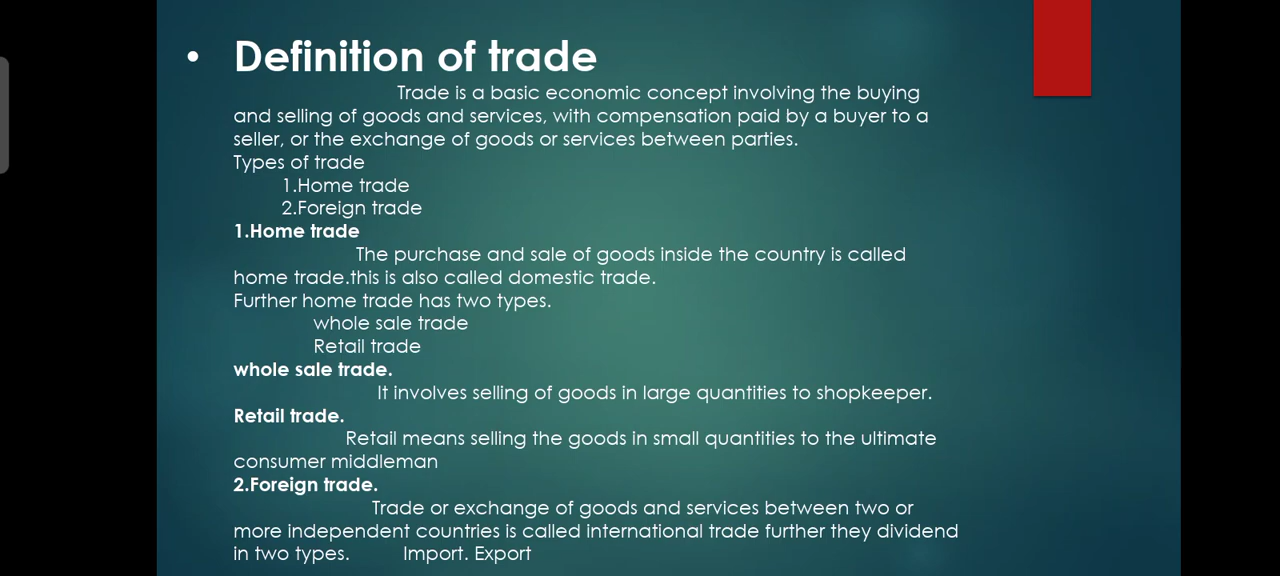 • Definition of trade
Trade is a basic economic concept involving the buying
and selling of goods and services, with compensation paid by a buyer to a
seller, or the exchange of goods or services between parties.
Types of trade
1.Home trade
2.Foreign trade
1.Home trade
The purchase and sale of goods inside the country is called
home trade.this is also called domestic trade.
Further home trade has two types.
whole sale trade
Retail trade
whole sale trade.
It involves selling of goods in large quantities to shopkeeper.
Retail trade.
Retail means selling the goods in small quantities to the ultimate
consumer middleman
2.Foreign trade.
Trade or exchange of goods and services between two or
more independent countries is called international trade further they dividend
in two types. Import. Export